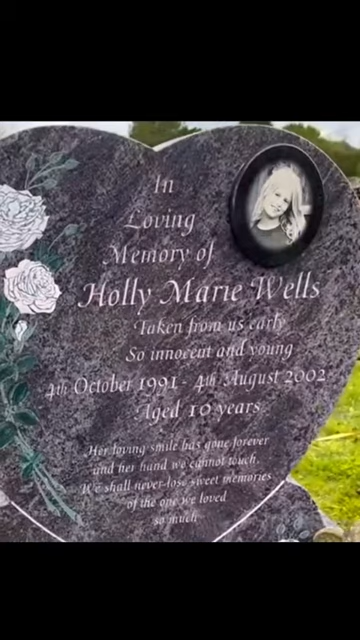 In
Loving
Memory of
Holly Marie Wells
Taken from us early
So innocent and young
4th October 1991 - 4th August 2002
Aged 10 years
Her loving smile has gone forever
and her hand we cannot touch,
We shall never lose sweet memories
of the one we loved
so much